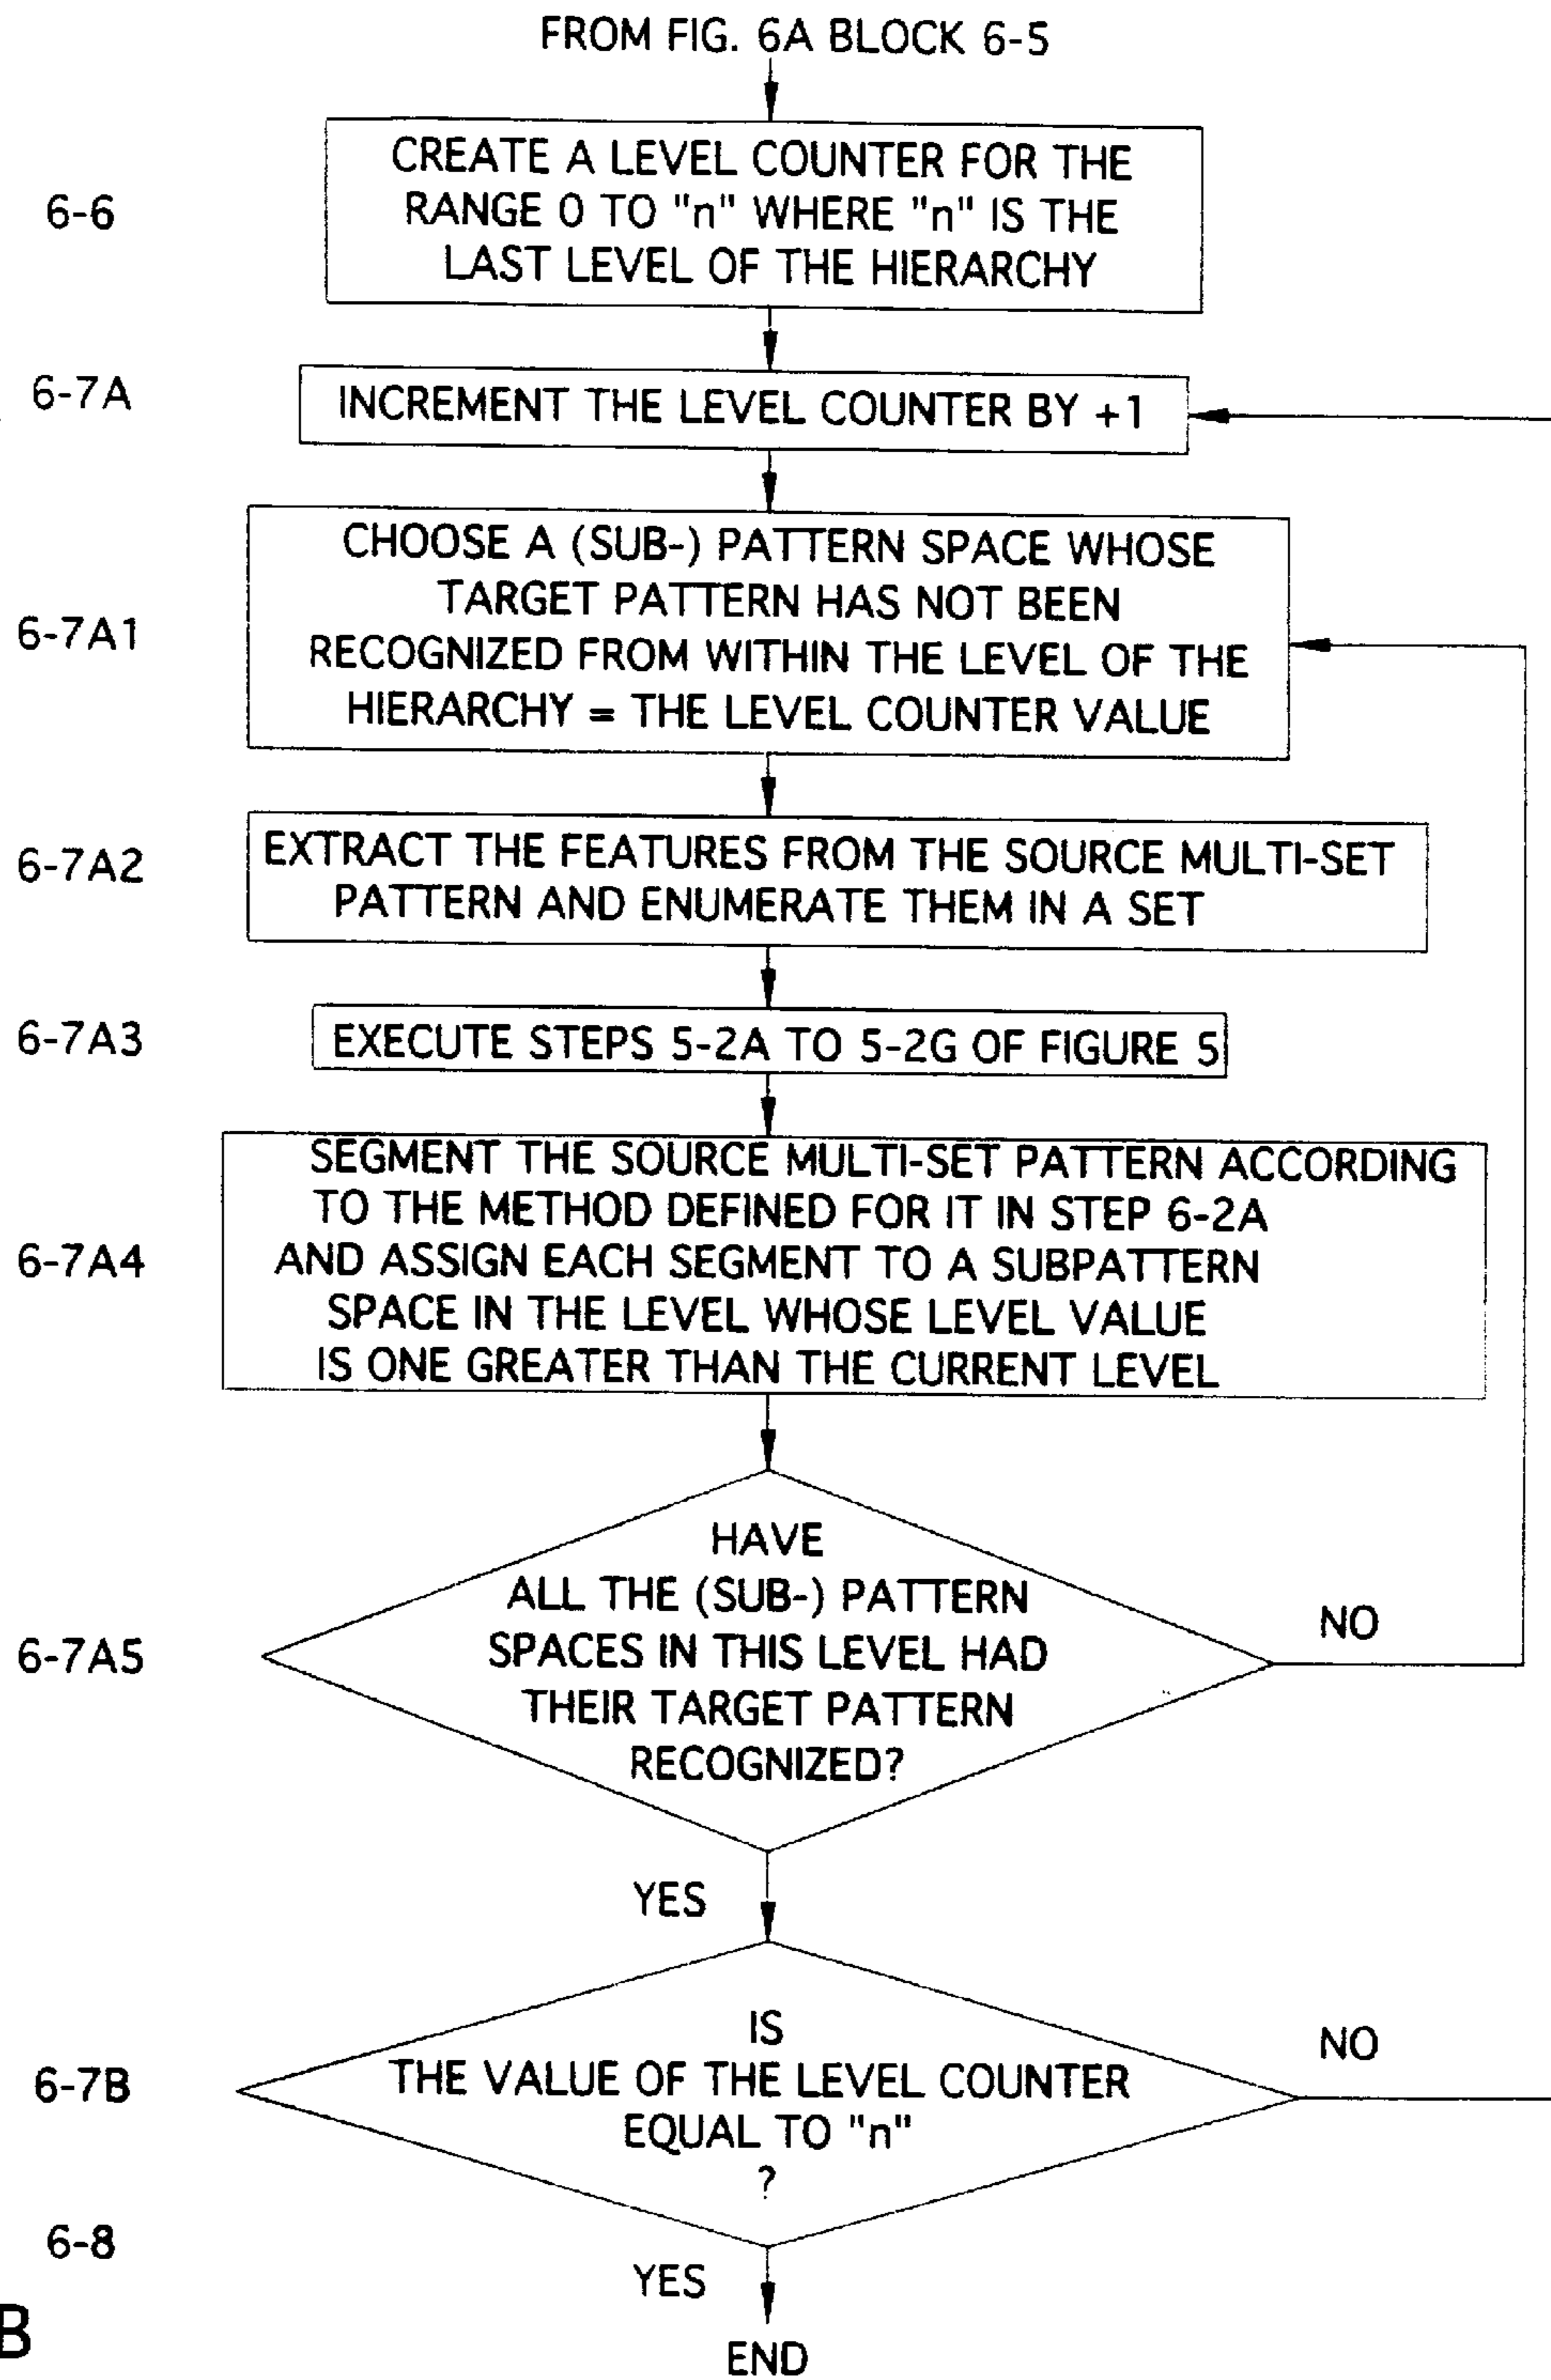 FROM FIG. 6A BLOCK 6-5
6-6
CREATE A LEVEL COUNTER FOR THE
RANGE 0 TO "n" WHERE "n" IS THE
LAST LEVEL OF THE HIERARCHY
6-7A
INCREMENT THE LEVEL COUNTER BY +1
6-7A1
CHOOSE A (SUB-) PATTERN SPACE WHOSE
TARGET PATTERN HAS NOT BEEN
RECOGNIZED FROM WITHIN THE LEVEL OF THE
HIERARCHY = THE LEVEL COUNTER VALUE
6-7A2
EXTRACT THE FEATURES FROM THE SOURCE MULTI-SET
PATTERN AND ENUMERATE THEM IN A SET
6-7A3
EXECUTE STEPS 5-2A TO 5-2G OF FIGURE 5
6-7A4
SEGMENT THE SOURCE MULTI-SET PATTERN ACCORDING
TO THE METHOD DEFINED FOR IT IN STEP 6-2A
AND ASSIGN EACH SEGMENT TO A SUBPATTERN
SPACE IN THE LEVEL WHOSE LEVEL VALUE
IS ONE GREATER THAN THE CURRENT LEVEL
6-7A5
HAVE
ALL THE (SUB-) PATTERN
SPACES IN THIS LEVEL HAD
THEIR TARGET PATTERN
RECOGNIZED?
NO
YES
6-7B
IS
THE VALUE OF THE LEVEL COUNTER
EQUAL TO "n"
?
NO
6-8
YES
B
END